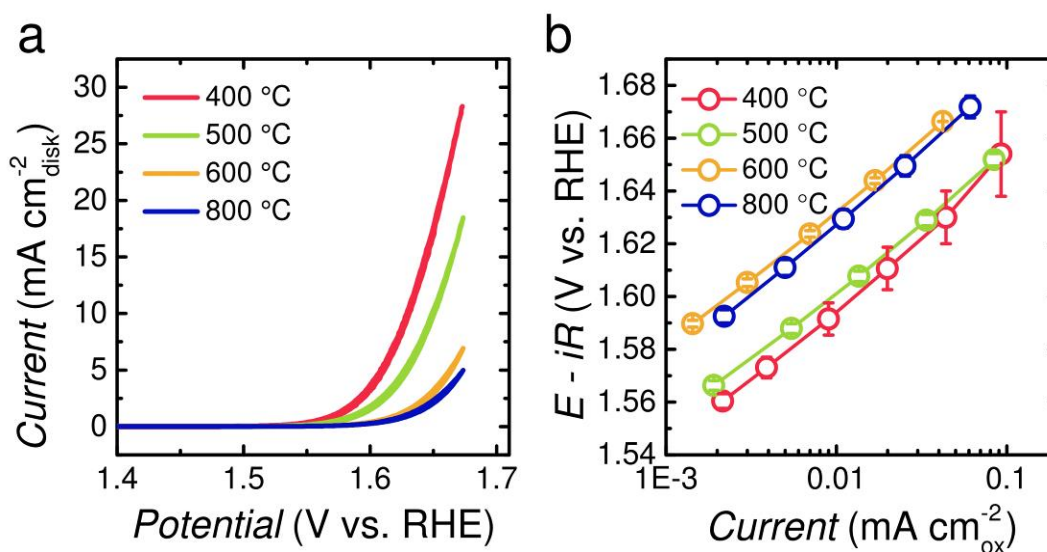 a
30
25
20
15
10
5
0
400 °C
500 °C
600 °C
800 °C
Current (mA cm⁻²disk)
1.4
1.5
1.6
1.7
Potential (V vs. RHE)
b
1.68
1.66
1.64
1.62
1.60
1.58
1.56
1.54
400 °C
500 °C
600 °C
800 °C
E - iR (V vs. RHE)
1E-3
0.01
0.1
Current (mA cm⁻²ox)